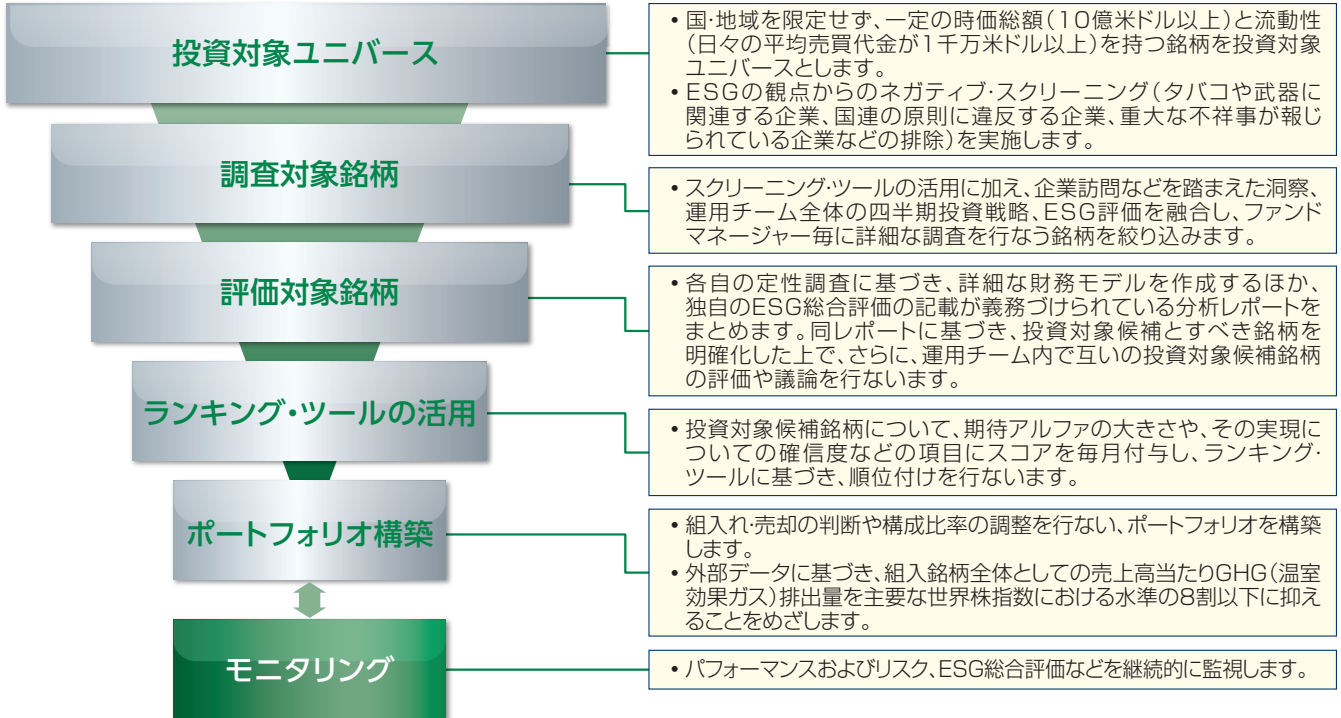 投資対象ユニバース
・国・地域を限定せず、一定の時価総額（10億米ドル以上）と流動性
（日々の平均売買代金が1千万米ドル以上）を持つ銘柄を投資対象
ユニバースとします。
・ESGの観点からのネガティブ・スクリーニング（タバコや武器に
関連する企業、国連の原則に違反する企業、重大な不祥事が報じ
られている企業などの排除）を実施します。
調査対象銘柄
・スクリーニング・ツールの活用に加え、企業訪問などを踏まえた洞察、
運用チーム全体の四半期投資戦略、ESG評価を融合し、ファンド
マネージャー毎に詳細な調査を行なう銘柄を絞り込みます。
評価対象銘柄
・各自の定性調査に基づき、詳細な財務モデルを作成するほか、
独自のESG総合評価の記載が義務づけられている分析レポートを
まとめます。同レポートに基づき、投資対象候補とすべき銘柄を
明確化した上で、さらに、運用チーム内で互いの投資対象候補銘柄
の評価や議論を行ないます。
ランキング・ツールの活用
・投資対象候補銘柄について、期待アルファの大きさや、その実現に
ついての確信度などの項目にスコアを毎月付与し、ランキング・
ツールに基づき、順位付けを行ないます。
ポートフォリオ構築
・組入れ・売却の判断や構成比率の調整を行ない、ポートフォリオを構築
します。
・外部データに基づき、組入銘柄全体としての売上高当たりGHG（温室
効果ガス）排出量を主要な世界株指数における水準の8割以下に抑え
ることをめざします。
モニタリング
・パフォーマンスおよびリスク、ESG総合評価などを継続的に監視します。